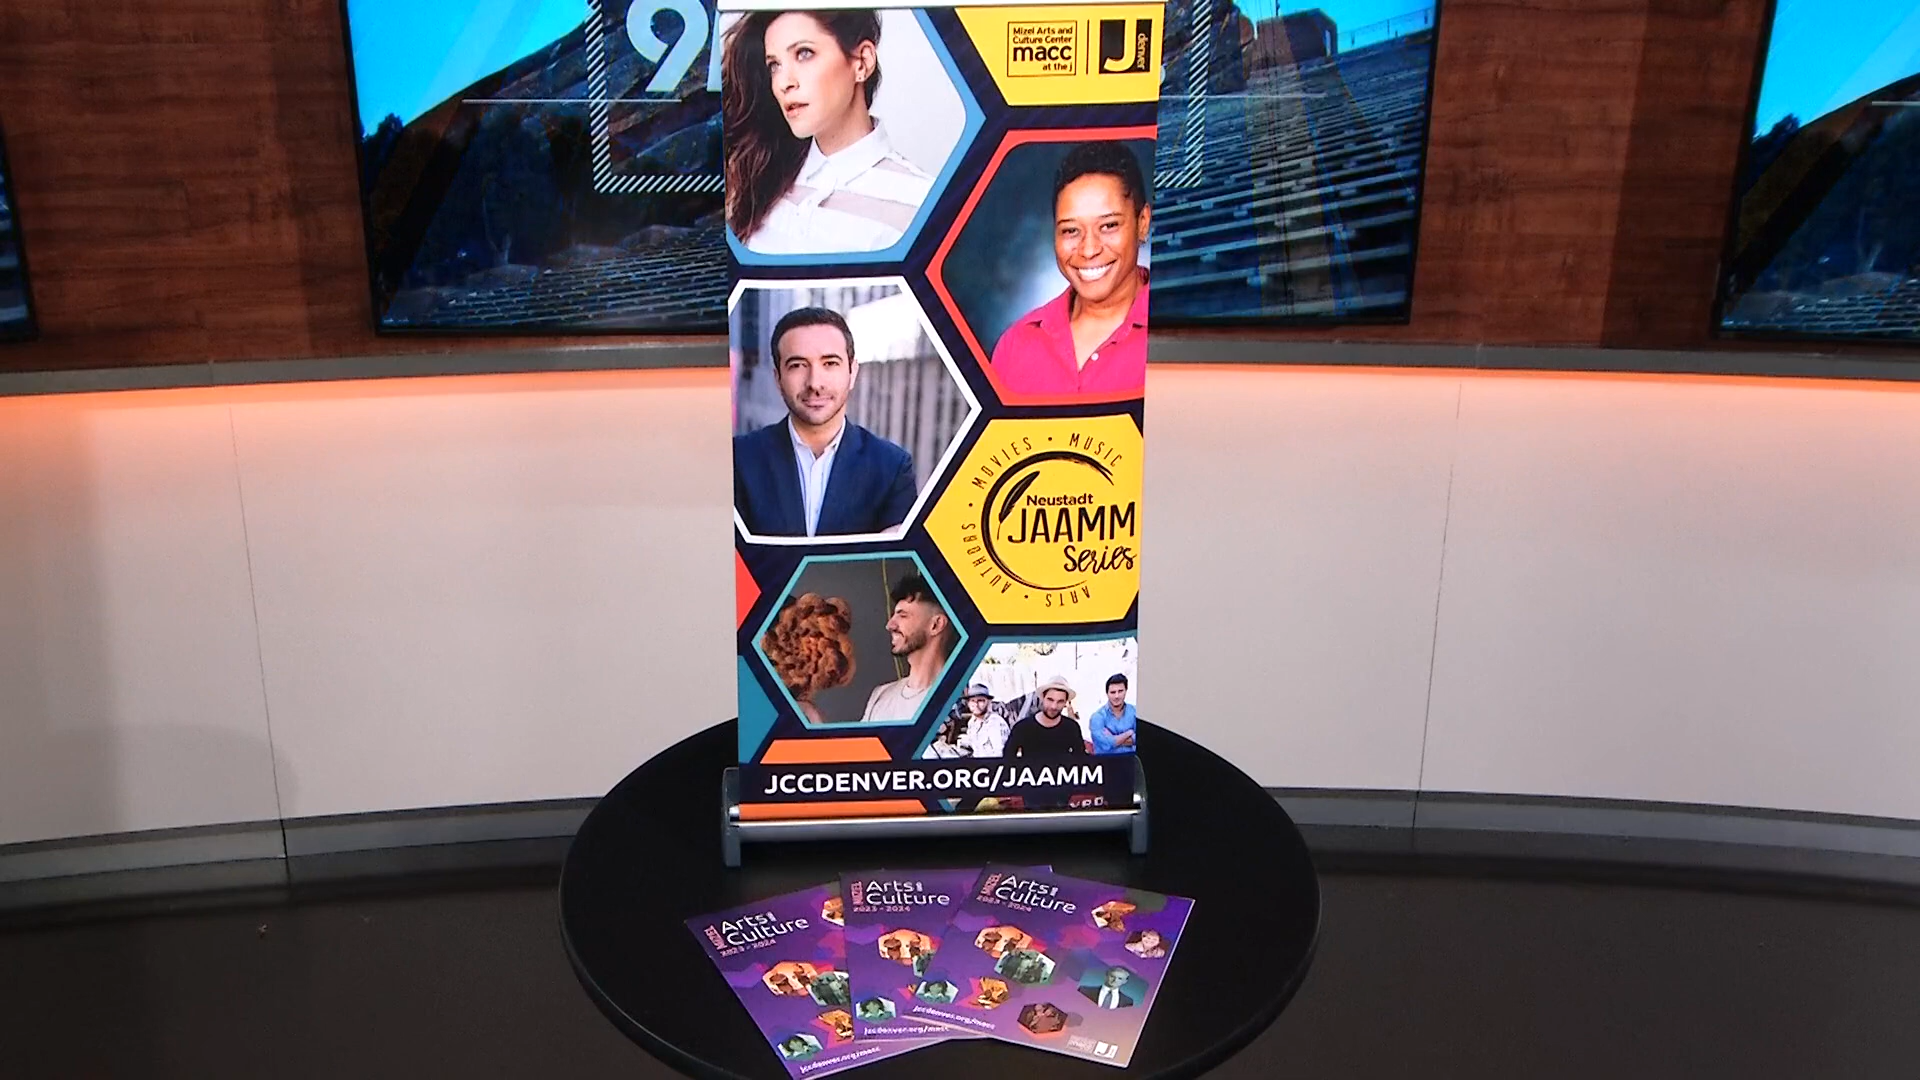 9
Mizel Arts and
Culture Center
macc
at the j
J
denver
MOVIES • MUSIC
AUTHORS • ARTS
Neustadt
JAAMM
Series
JCCDENVER.ORG/JAAMM
MIZEL
Arts and
Culture
2023 - 2024
jccdenver.org/macc
MIZEL
Arts and
Culture
2023 - 2024
jccdenver.org/macc
MIZEL
Arts and
Culture
2023 - 2024
jccdenver.org/macc
J